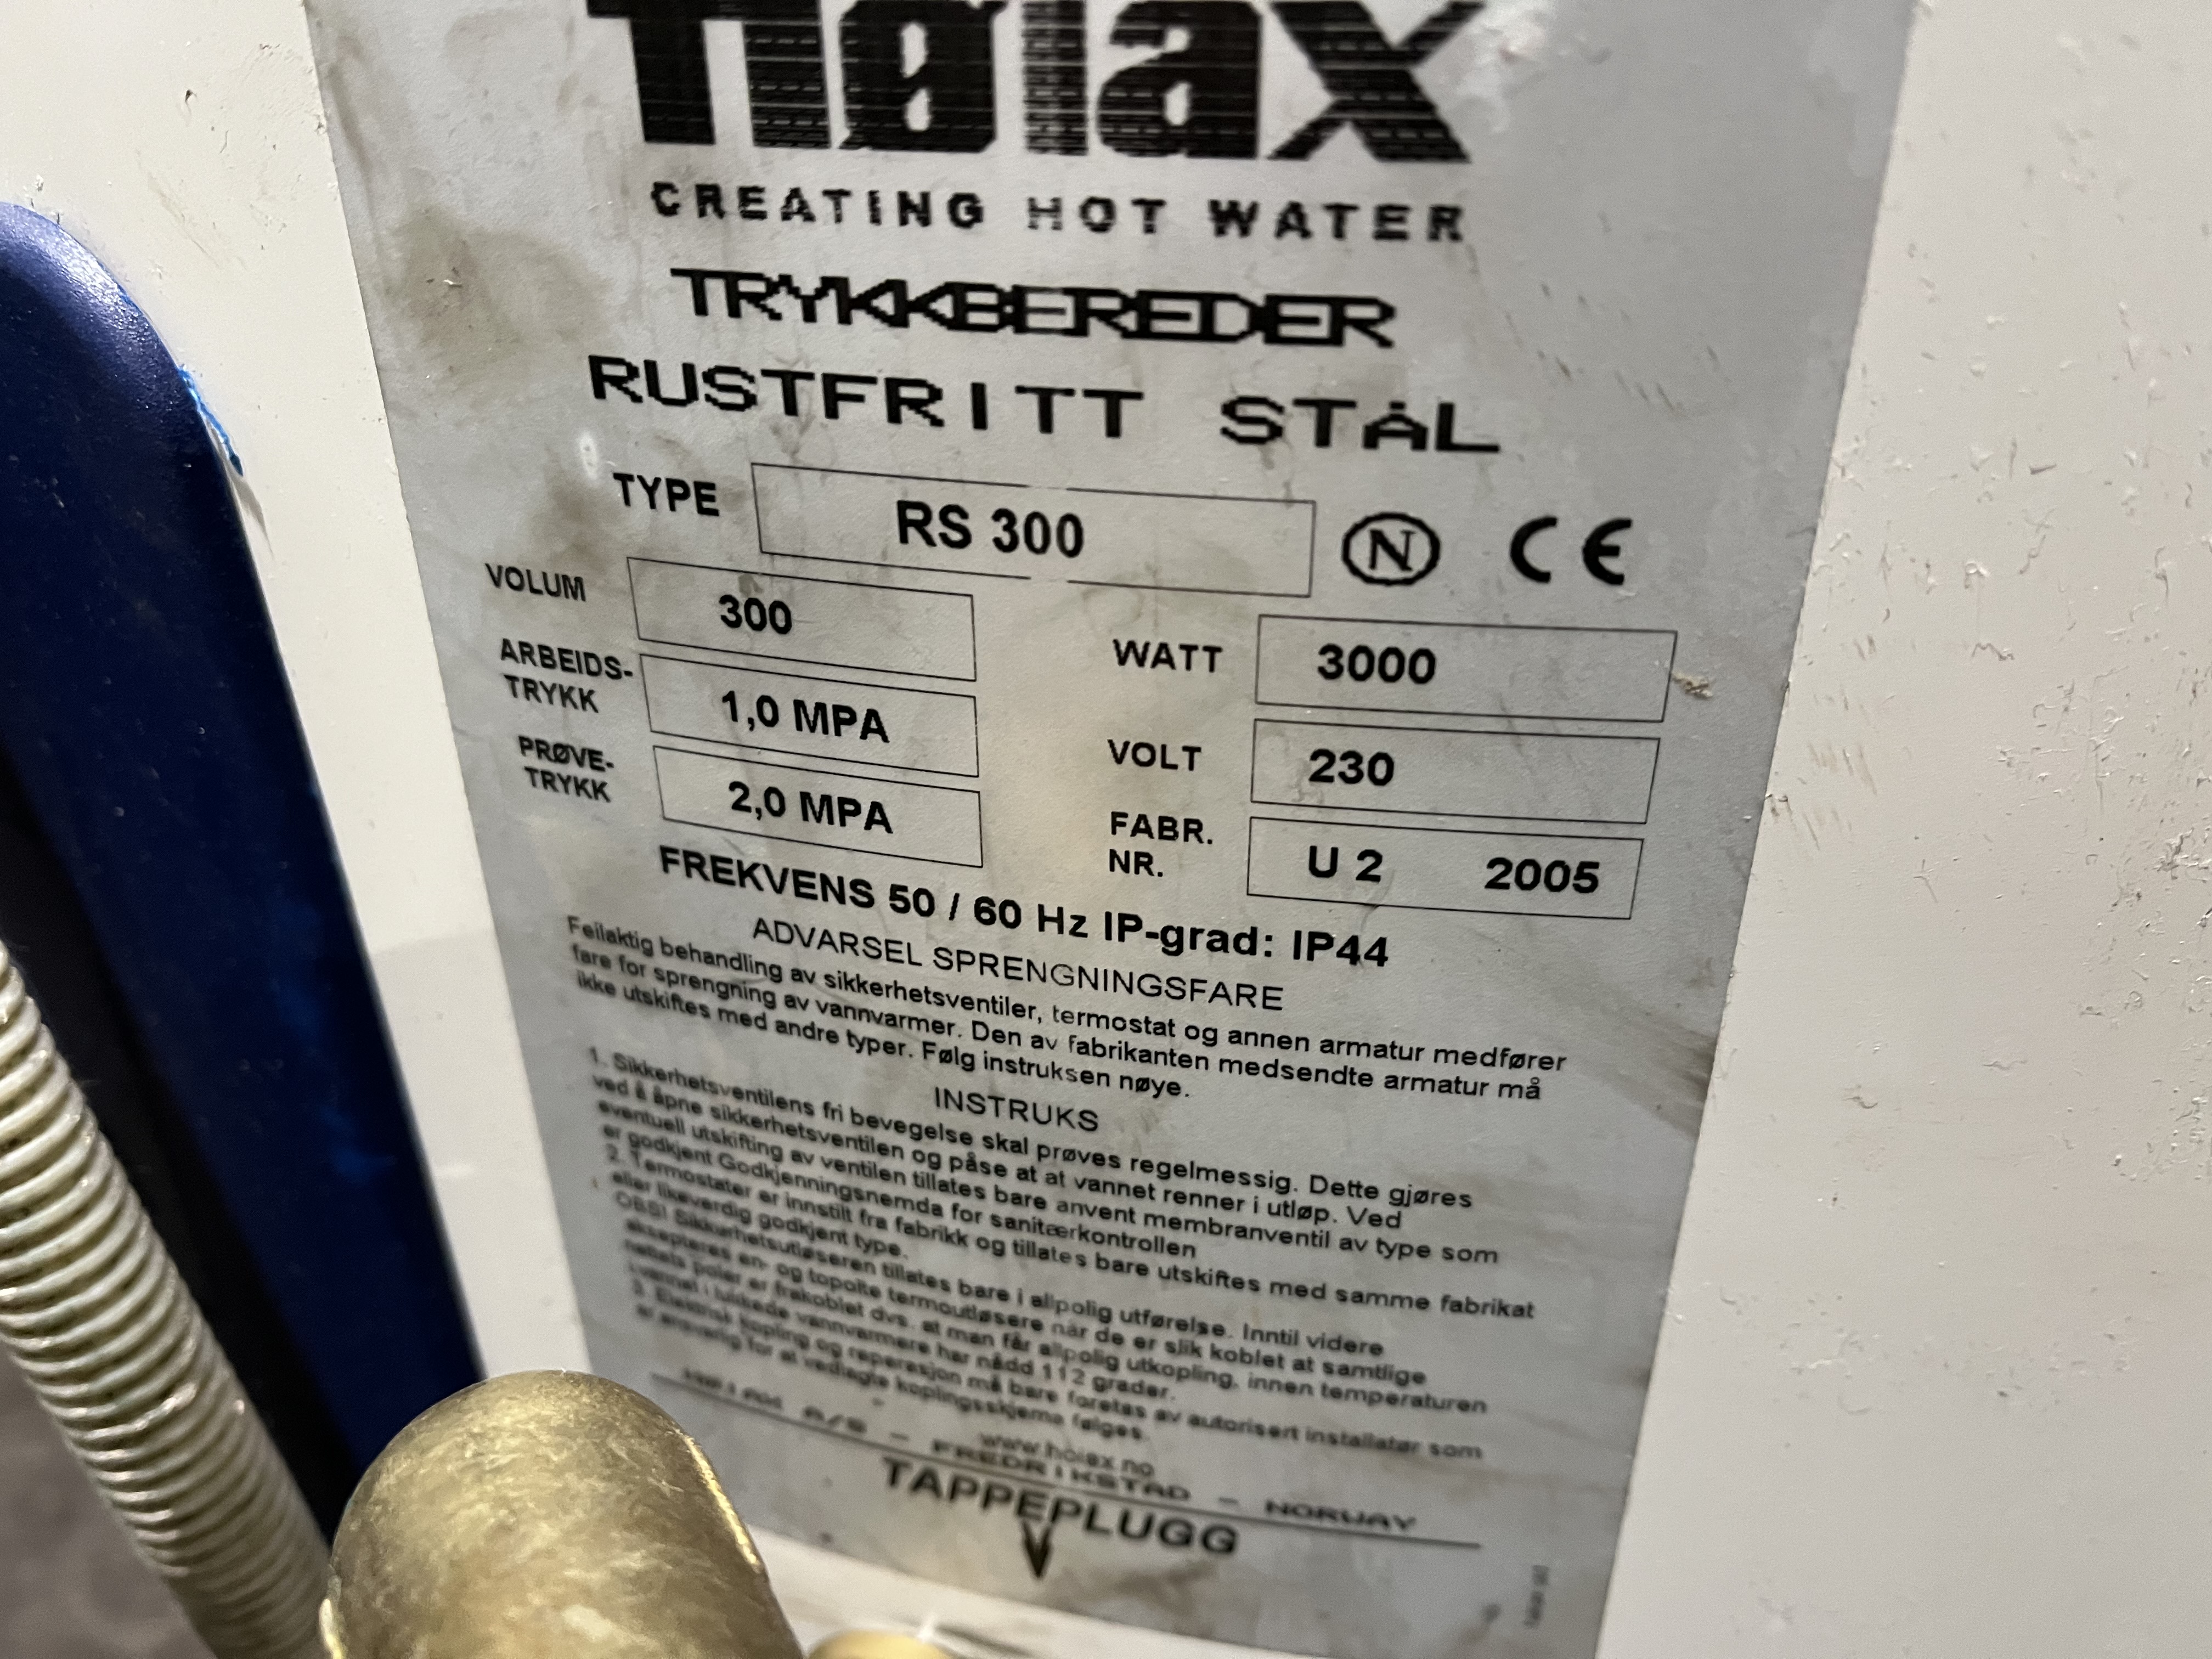 Høiax
CREATING HOT WATER
TRYKKBEREDER
RUSTFRITT STÅL
TYPE RS 300 N CE
VOLUM 300
WATT 3000
ARBEIDS-
TRYKK 1,0 MPA
VOLT 230
PRØVE-
TRYKK 2,0 MPA
FABR.
NR. U 2 2005
FREKVENS 50 / 60 Hz IP-grad: IP44
ADVARSEL SPRENGNINGSFARE
Feilaktig behandling av sikkerhetsventiler, termostat og annen armatur medfører
fare for sprengning av vannvarmer. Den av fabrikanten medsendte armatur må
ikke utskiftes med andre typer. Følg instruksen nøye.
INSTRUKS
1. Sikkerhetsventilens fri bevegelse skal prøves regelmessig. Dette gjøres
ved å åpne sikkerhetsventilen og påse at at vannet renner i utløp. Ved
eventuell utskifting av ventilen tillates bare anvent membranventil av type som
er godkjent Godkjenningsnemda for sanitærkontrollen
2. Termostater er innstilt fra fabrikk og tillates bare utskiftes med samme fabrikat
eller likeverdig godkjent type.
OBS! Sikkerhetsutløseren tillates bare i allpolig utførelse. Inntil videre
aksepteres en- og topolte termoutløsere når de er slik koblet at samtlige
nettets poler er frakoblet dvs. at man får allpolig utkopling, innen temperaturen
i vannet i lukkede vannvarmere har nådd 112 grader.
3. Elektrisk kopling og reperesjon må bare foretas av autorisert installatør som
er ansvarlig for at vedlagte koplingsskjema følges.
www.hoiax.no
HØIAX A/S - FREDRIKSTAD - NORWAY
TAPPEPLUGG